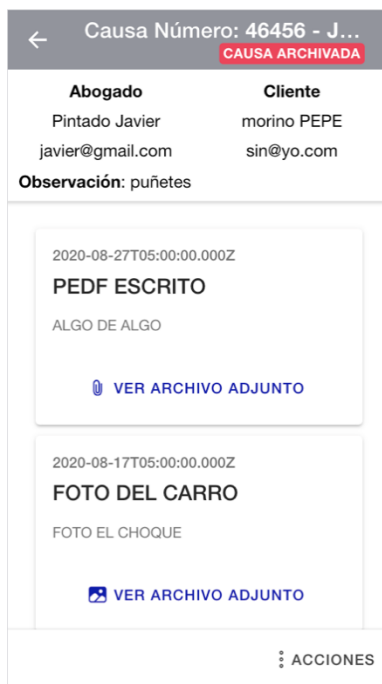 Causa Número: 46456 - J...
CAUSA ARCHIVADA
Abogado
Pintado Javier
javier@gmail.com
Cliente
morino PEPE
sin@yo.com
Observación: puñetes
2020-08-27T05:00:00.000Z
PEDF ESCRITO
ALGO DE ALGO
VER ARCHIVO ADJUNTO
2020-08-17T05:00:00.000Z
FOTO DEL CARRO
FOTO EL CHOQUE
VER ARCHIVO ADJUNTO
ACCIONES